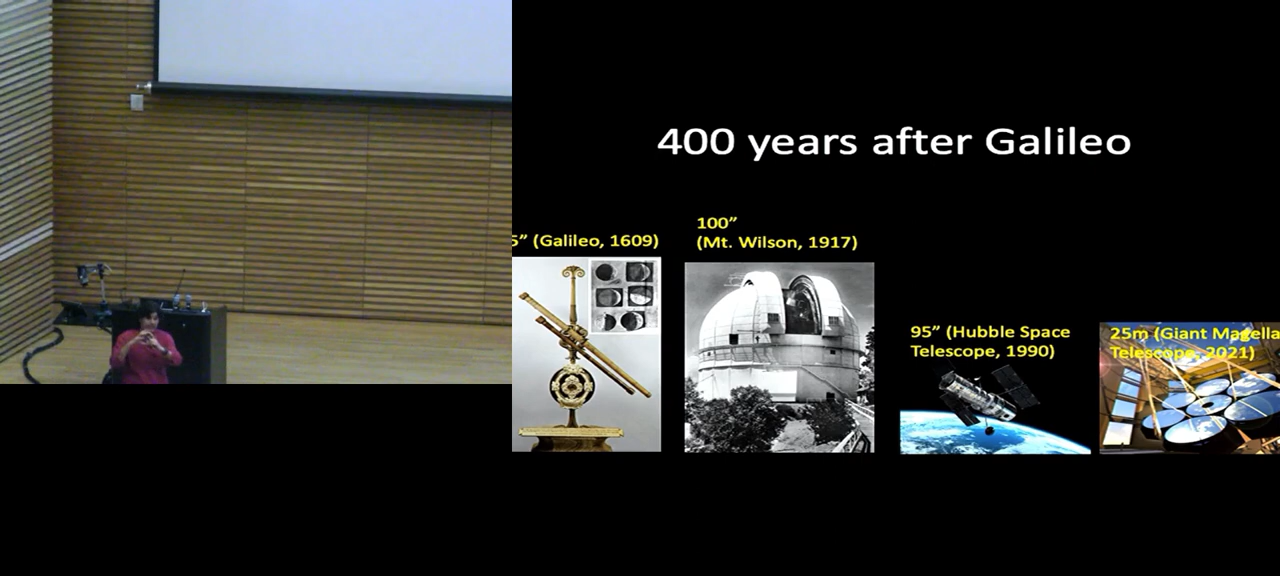 400 years after Galileo
5” (Galileo, 1609)
100”
(Mt. Wilson, 1917)
95” (Hubble Space
Telescope, 1990)
25m (Giant Magella
Telescope, 2021)